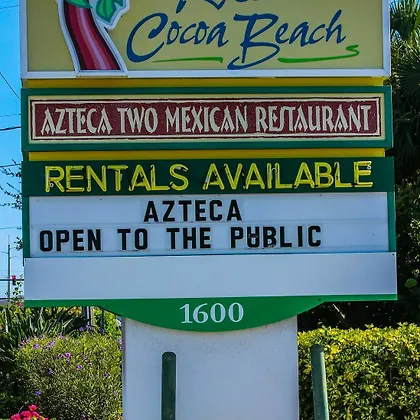 Cocoa Beach
AZTECA TWO MEXICAN RESTAURANT
RENTALS AVAILABLE
AZTECA
OPEN TO THE PUBLIC
1600